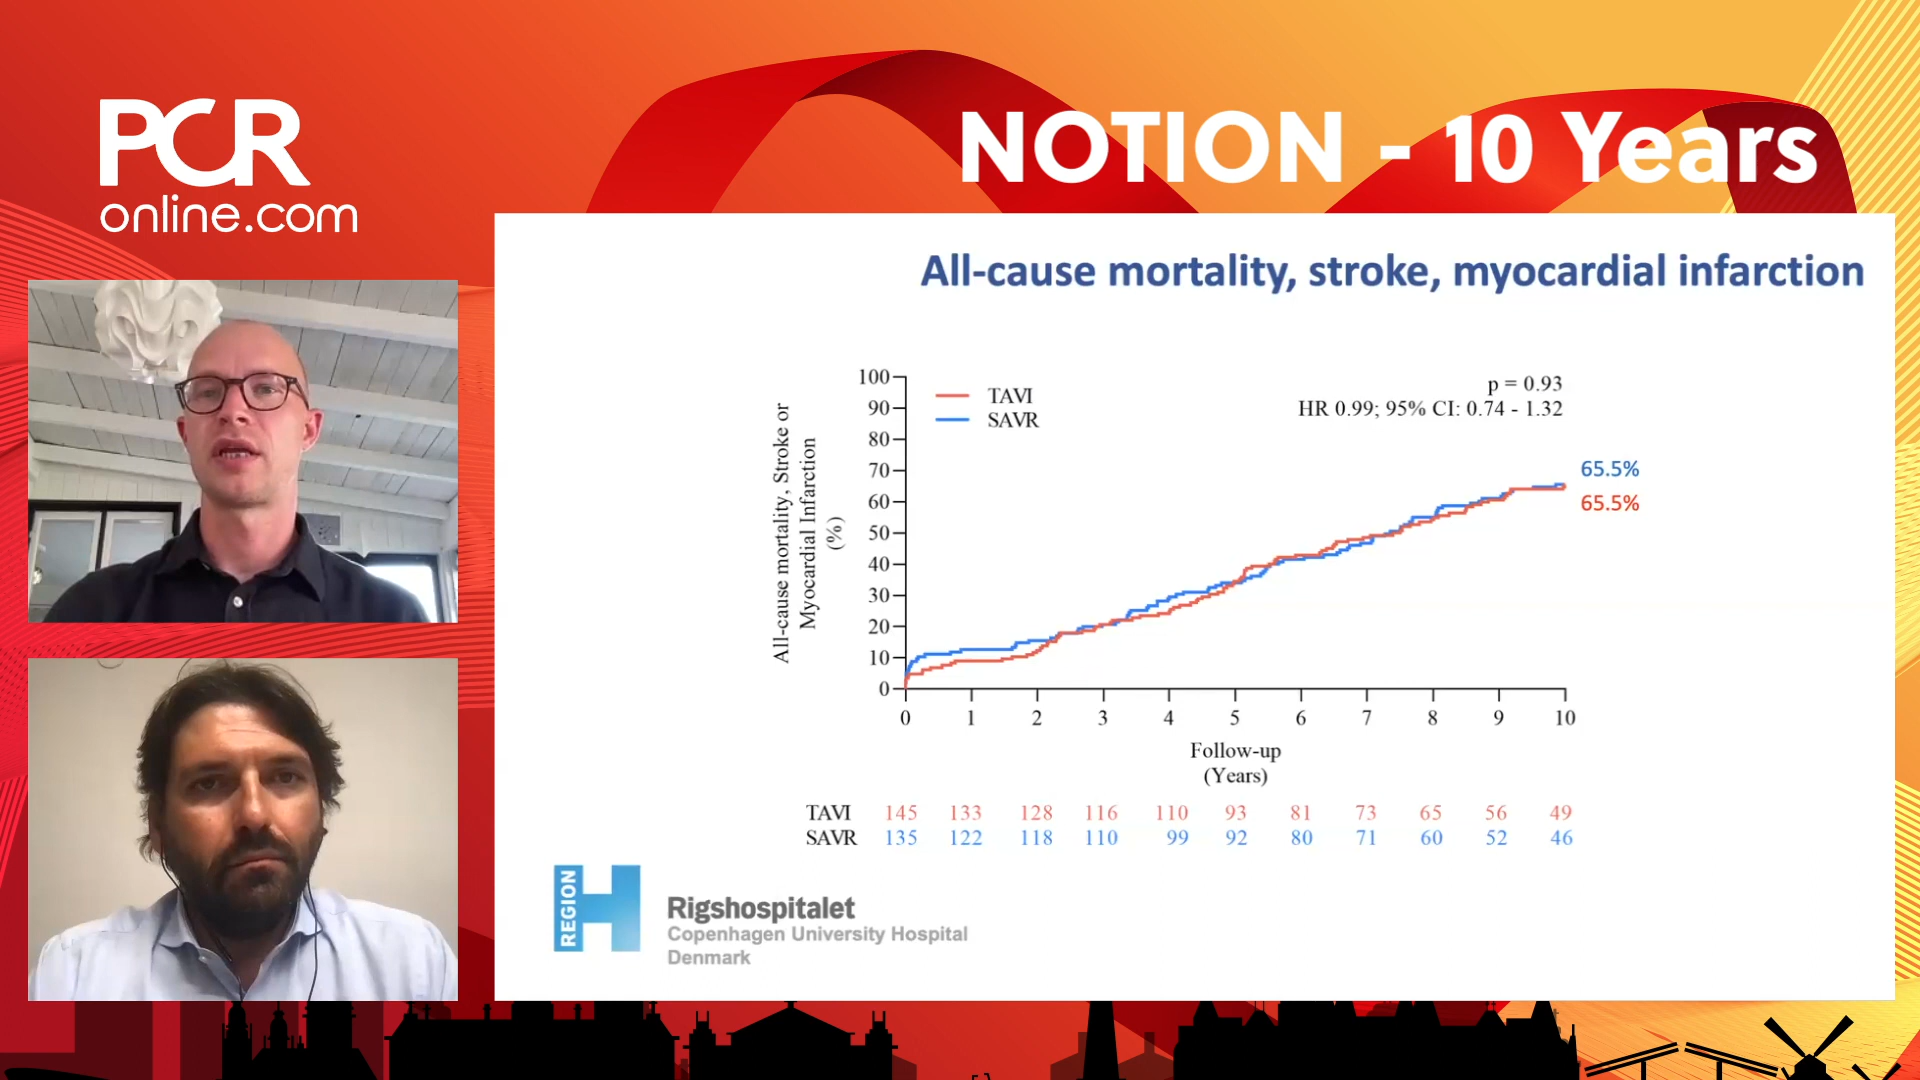 PCR
online.com
NOTION - 10 Years
All-cause mortality, stroke, myocardial infarction
All-cause mortality, Stroke or
Myocardial Infarction
(%)
100
90
80
70
60
50
40
30
20
10
0
TAVI
SAVR
p = 0.93
HR 0.99; 95% CI: 0.74 - 1.32
65.5%
65.5%
0 1 2 3 4 5 6 7 8 9 10
Follow-up
(Years)
TAVI 145 133 128 116 110 93 81 73 65 56 49
SAVR 135 122 118 110 99 92 80 71 60 52 46
REGION H
Rigshospitalet
Copenhagen University Hospital
Denmark